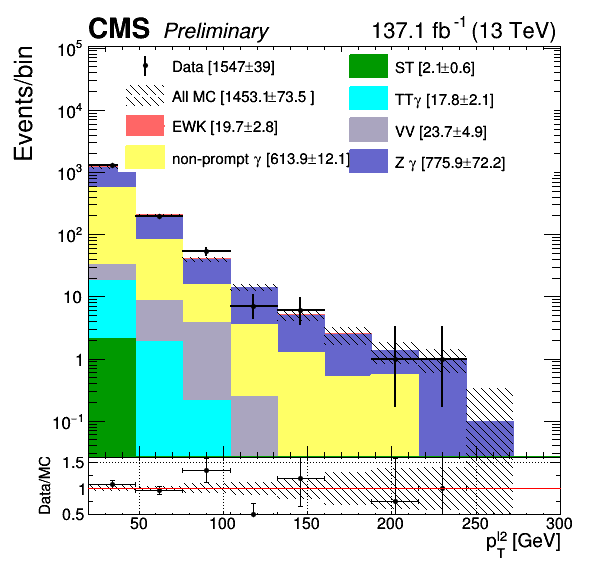 CMS Preliminary 137.1 fb⁻¹ (13 TeV)
Events/bin
10⁵
10⁴
10³
10²
10
1
10⁻¹
Data [1547±39]
All MC [1453.1±73.5 ]
EWK [19.7±2.8]
non-prompt γ [613.9±12.1]
ST [2.1±0.6]
TTγ [17.8±2.1]
VV [23.7±4.9]
Z γ [775.9±72.2]
Data/MC
1.5
1
0.5
50 100 150 200 250 300
p_T^l2 [GeV]